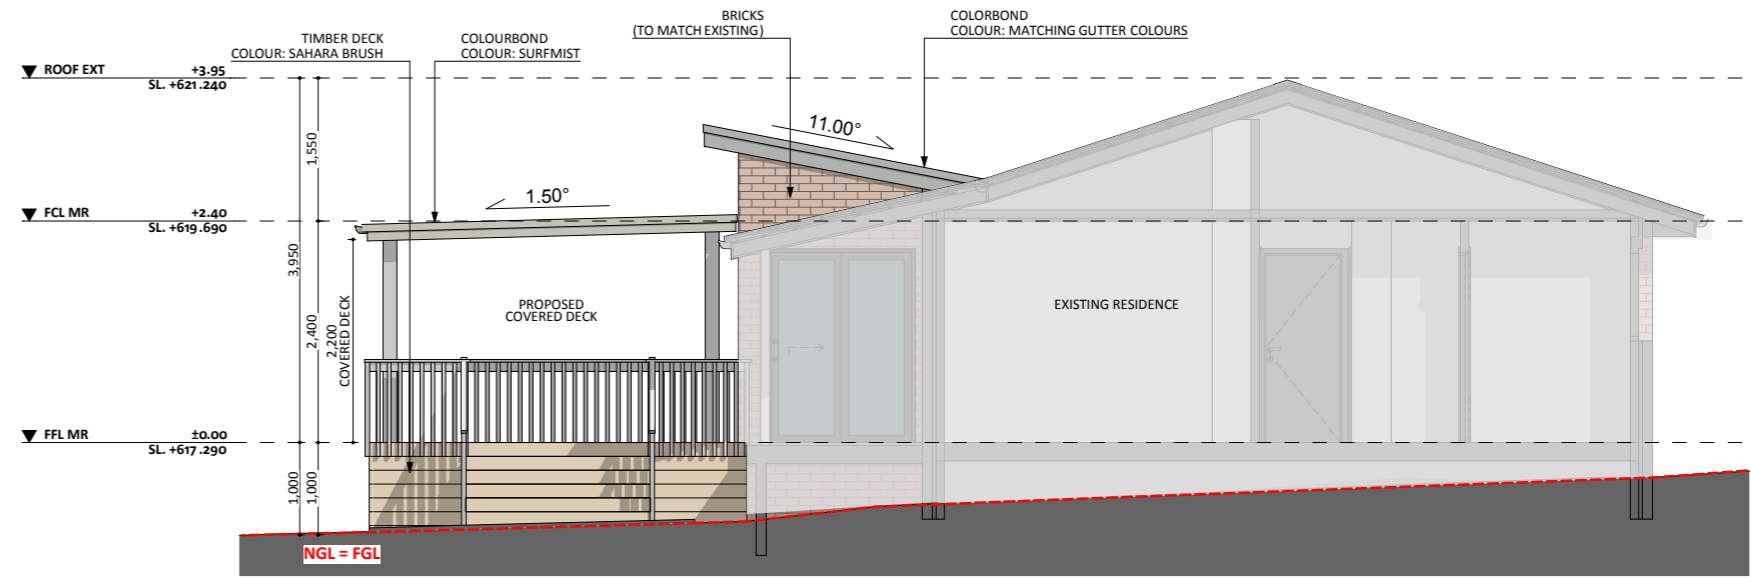 BRICKS
(TO MATCH EXISTING)
COLORBOND
COLOUR: MATCHING GUTTER COLOURS
TIMBER DECK
COLOUR: SAHARA BRUSH
COLOURBOND
COLOUR: SURFMIST
ROOF EXT
+3.95
SL. +621.240
11.00°
1,550
1.50°
FCL MR
+2.40
SL. +619.690
3,950
2,400
2,200
COVERED DECK
PROPOSED
COVERED DECK
EXISTING RESIDENCE
FFL MR
±0.00
SL. +617.290
1,000
1,000
NGL = FGL